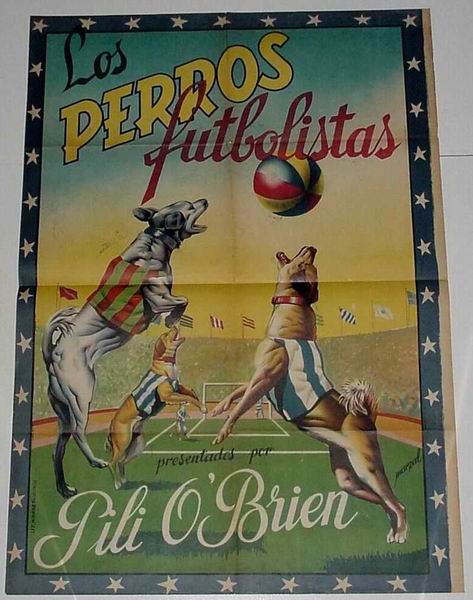 Los
PERROS
futbolistas
presentados por
Pili O'Brien